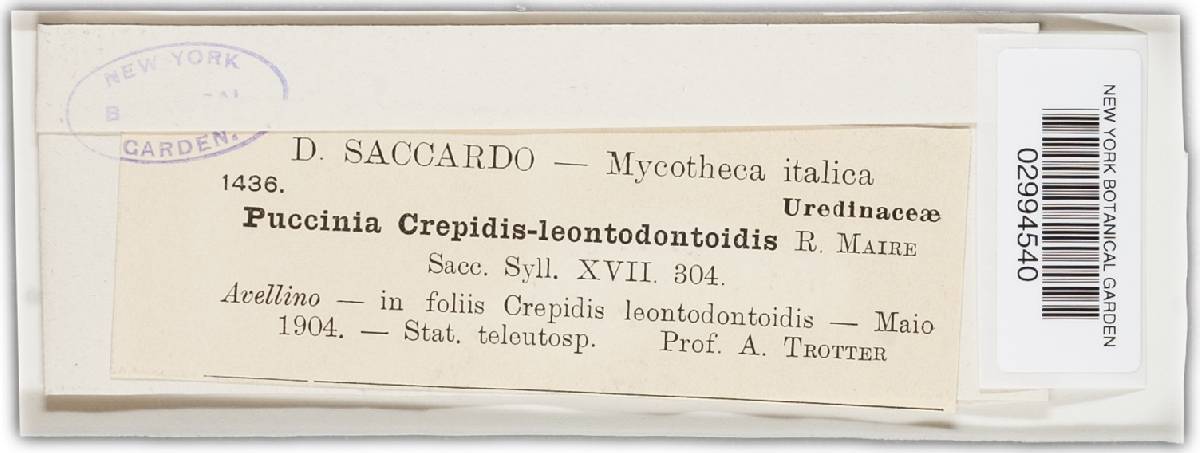 NEW YORK
B
GARDEN.
D. SACCARDO — Mycotheca italica
1436.
Uredinaceæ
Puccinia Crepidis-leontodontoidis R. MAIRE
Sacc. Syll. XVII. 304.
Avellino — in foliis Crepidis leontodontoidis — Maio
1904. — Stat. teleutosp. Prof. A. TROTTER
NEW YORK BOTANICAL GARDEN
02994540